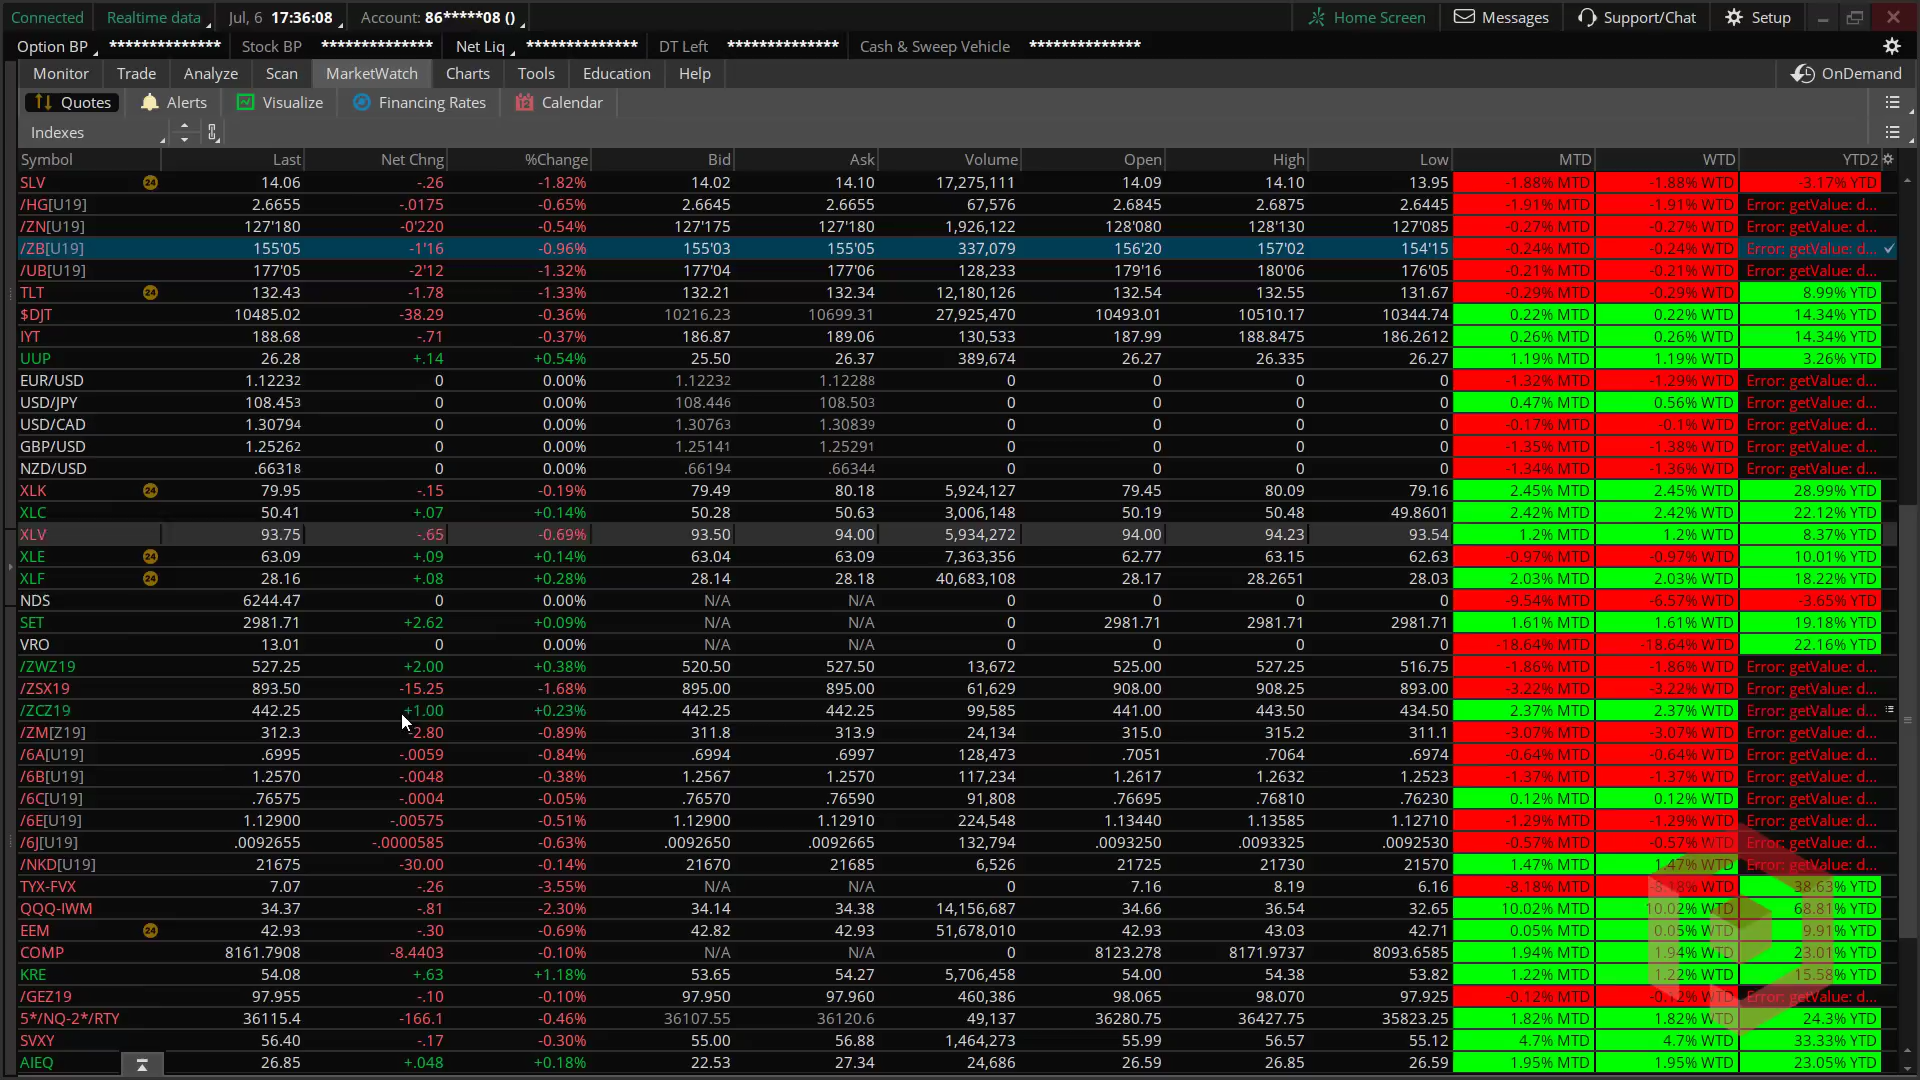 Connected Realtime data Jul, 6 17:36:08 Account: 86*****08 () Home Screen Messages Support/Chat Setup
Option BP ************** Stock BP ************** Net Liq ************** DT Left ************** Cash & Sweep Vehicle **************
Monitor Trade Analyze Scan MarketWatch Charts Tools Education Help OnDemand
Quotes Alerts Visualize Financing Rates Calendar
Indexes
Symbol Last Net Chng %Change Bid Ask Volume Open High Low MTD WTD YTD2
SLV 24 14.06 -.26 -1.82% 14.02 14.10 17,275,111 14.09 14.10 13.95 -1.88% MTD -1.88% WTD -3.17% YTD
/HG[U19] 2.6655 -.0175 -0.65% 2.6645 2.6655 67,576 2.6845 2.6875 2.6445 -1.91% MTD -1.91% WTD Error: getValue: d...
/ZN[U19] 127'180 -0'220 -0.54% 127'175 127'180 1,926,122 128'080 128'130 127'085 -0.27% MTD -0.27% WTD Error: getValue: d...
/ZB[U19] 155'05 -1'16 -0.96% 155'03 155'05 337,079 156'20 157'02 154'15 -0.24% MTD -0.24% WTD Error: getValue: d...
/UB[U19] 177'05 -2'12 -1.32% 177'04 177'06 128,233 179'16 180'06 176'05 -0.21% MTD -0.21% WTD Error: getValue: d...
TLT 24 132.43 -1.78 -1.33% 132.21 132.34 12,180,126 132.54 132.55 131.67 -0.29% MTD -0.29% WTD 8.99% YTD
$DJT 10485.02 -38.29 -0.36% 10216.23 10699.31 27,925,470 10493.01 10510.17 10344.74 0.22% MTD 0.22% WTD 14.34% YTD
IYT 188.68 -.71 -0.37% 186.87 189.06 130,533 187.99 188.8475 186.2612 0.26% MTD 0.26% WTD 14.34% YTD
UUP 26.28 +.14 +0.54% 25.50 26.37 389,674 26.27 26.335 26.27 1.19% MTD 1.19% WTD 3.26% YTD
EUR/USD 1.12232 0 0.00% 1.12232 1.12288 0 0 0 0 -1.32% MTD -1.29% WTD Error: getValue: d...
USD/JPY 108.453 0 0.00% 108.446 108.503 0 0 0 0 0.47% MTD 0.56% WTD Error: getValue: d...
USD/CAD 1.30794 0 0.00% 1.30763 1.30839 0 0 0 0 -0.17% MTD -0.1% WTD Error: getValue: d...
GBP/USD 1.25262 0 0.00% 1.25141 1.25291 0 0 0 0 -1.35% MTD -1.38% WTD Error: getValue: d...
NZD/USD .66318 0 0.00% .66194 .66344 0 0 0 0 -1.34% MTD -1.36% WTD Error: getValue: d...
XLK 24 79.95 -.15 -0.19% 79.49 80.18 5,924,127 79.45 80.09 79.16 2.45% MTD 2.45% WTD 28.99% YTD
XLC 50.41 +.07 +0.14% 50.28 50.63 3,006,148 50.19 50.48 49.8601 2.42% MTD 2.42% WTD 22.12% YTD
XLV 93.75 -.65 -0.69% 93.50 94.00 5,934,272 94.00 94.23 93.54 1.2% MTD 1.2% WTD 8.37% YTD
XLE 24 63.09 +.09 +0.14% 63.04 63.09 7,363,356 62.77 63.15 62.63 -0.97% MTD -0.97% WTD 10.01% YTD
XLF 24 28.16 +.08 +0.28% 28.14 28.18 40,683,108 28.17 28.2651 28.03 2.03% MTD 2.03% WTD 18.22% YTD
NDS 6244.47 0 0.00% N/A N/A 0 0 0 0 -9.54% MTD -6.57% WTD -3.65% YTD
SET 2981.71 +2.62 +0.09% N/A N/A 0 2981.71 2981.71 2981.71 1.61% MTD 1.61% WTD 19.18% YTD
VRO 13.01 0 0.00% N/A N/A 0 0 0 0 -18.64% MTD -18.64% WTD 22.16% YTD
/ZWZ19 527.25 +2.00 +0.38% 520.50 527.50 13,672 525.00 527.25 516.75 -1.86% MTD -1.86% WTD Error: getValue: d...
/ZSX19 893.50 -15.25 -1.68% 895.00 895.00 61,629 908.00 908.25 893.00 -3.22% MTD -3.22% WTD Error: getValue: d...
/ZCZ19 442.25 +1.00 +0.23% 442.25 442.25 99,585 441.00 443.50 434.50 2.37% MTD 2.37% WTD Error: getValue: d...
/ZM[Z19] 312.3 -2.80 -0.89% 311.8 313.9 24,134 315.0 315.2 311.1 -3.07% MTD -3.07% WTD Error: getValue: d...
/6A[U19] .6995 -.0059 -0.84% .6994 .6997 128,473 .7051 .7064 .6974 -0.64% MTD -0.64% WTD Error: getValue: d...
/6B[U19] 1.2570 -.0048 -0.38% 1.2567 1.2570 117,234 1.2617 1.2632 1.2523 -1.37% MTD -1.37% WTD Error: getValue: d...
/6C[U19] .76575 -.0004 -0.05% .76570 .76590 91,808 .76695 .76810 .76230 0.12% MTD 0.12% WTD Error: getValue: d...
/6E[U19] 1.12900 -.00575 -0.51% 1.12900 1.12910 224,548 1.13440 1.13585 1.12710 -1.29% MTD -1.29% WTD Error: getValue: d...
/6J[U19] .0092655 -.0000585 -0.63% .0092650 .0092665 132,794 .0093250 .0093325 .0092530 -0.57% MTD -0.57% WTD Error: getValue: d...
/NKD[U19] 21675 -30.00 -0.14% 21670 21685 6,526 21725 21730 21570 1.47% MTD 1.47% WTD Error: getValue: d...
TYX-FVX 7.07 -.26 -3.55% N/A N/A 0 7.16 8.19 6.16 -8.18% MTD -8.18% WTD 38.63% YTD
QQQ-IWM 34.37 -.81 -2.30% 34.14 34.38 14,156,687 34.66 36.54 32.65 10.02% MTD 10.02% WTD 68.81% YTD
EEM 24 42.93 -.30 -0.69% 42.82 42.93 51,678,010 42.93 43.03 42.71 0.05% MTD 0.05% WTD 9.91% YTD
COMP 8161.7908 -8.4403 -0.10% N/A N/A 0 8123.278 8171.9737 8093.6585 1.94% MTD 1.94% WTD 23.01% YTD
KRE 54.08 +.63 +1.18% 53.65 54.27 5,706,458 54.00 54.38 53.82 1.22% MTD 1.22% WTD 15.58% YTD
/GEZ19 97.955 -.10 -0.10% 97.950 97.960 460,386 98.065 98.070 97.925 -0.12% MTD -0.12% WTD Error: getValue: d...
5*/NQ-2*/RTY 36115.4 -166.1 -0.46% 36107.55 36120.6 49,137 36280.75 36427.75 35823.25 1.82% MTD 1.82% WTD 24.3% YTD
SVXY 56.40 -.17 -0.30% 55.00 56.88 1,464,273 55.99 56.57 55.12 4.7% MTD 4.7% WTD 33.33% YTD
AIEQ 26.85 +.048 +0.18% 22.53 27.34 24,686 26.59 26.85 26.59 1.95% MTD 1.95% WTD 23.05% YTD